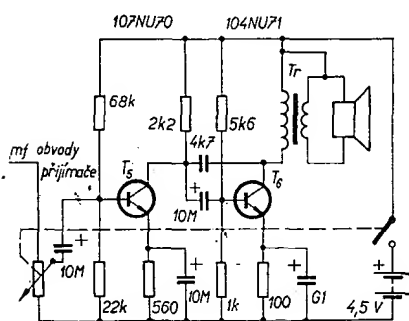 107NU70 104NU71
68k
2k2
5k6
Tr
4k7
mf obvody
přijímače
T5
T6
10M
10M
22k
560
10M
1k
100
G1
4,5 V